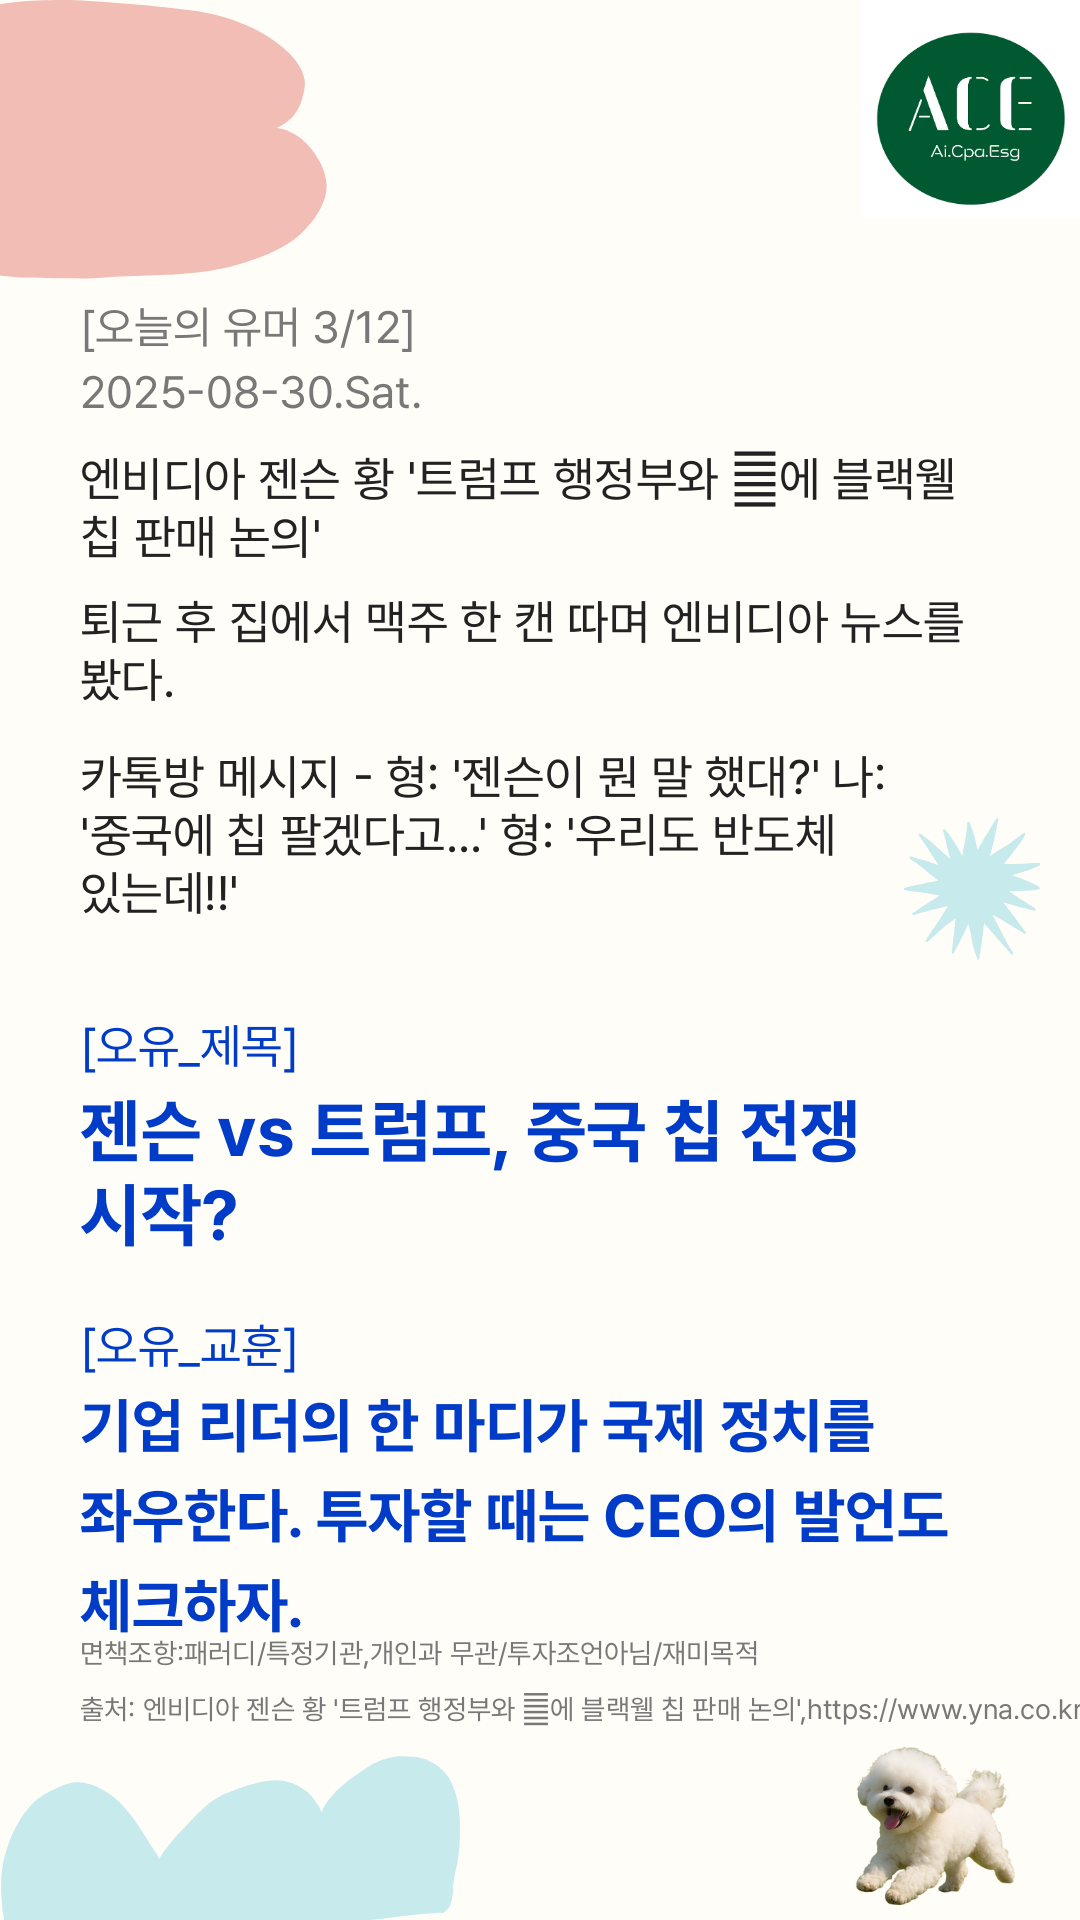 ACE
Ai.Cpa.Esg
[오늘의 유머 3/12]
2025-08-30.Sat.
엔비디아 젠슨 황 '트럼프 행정부와 에 블랙웰
칩 판매 논의'
퇴근 후 집에서 맥주 한 캔 따며 엔비디아 뉴스를
봤다.
카톡방 메시지 - 형: '젠슨이 뭔 말 했대?' 나:
'중국에 칩 팔겠다고...' 형: '우리도 반도체
있는데!!'
[오유_제목]
젠슨 vs 트럼프, 중국 칩 전쟁
시작?
[오유_교훈]
기업 리더의 한 마디가 국제 정치를
좌우한다. 투자할 때는 CEO의 발언도
체크하자.
면책조항:패러디/특정기관,개인과 무관/투자조언아님/재미목적
출처: 엔비디아 젠슨 황 '트럼프 행정부와 에 블랙웰 칩 판매 논의',https://www.yna.co.kr